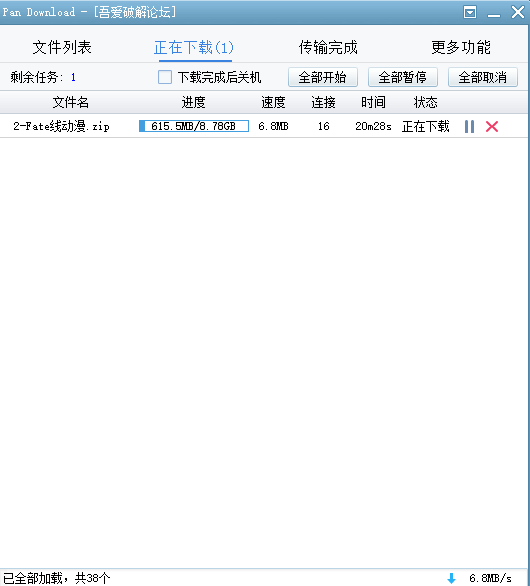 Pan Download - [吾爱破解论坛]
文件列表 正在下载(1) 传输完成 更多功能
剩余任务: 1 下载完成后关机 全部开始 全部暂停 全部取消
文件名 进度 速度 连接 时间 状态
2-Fate线动漫.zip 615.5MB/8.78GB 6.8MB 16 20m28s 正在下载
已全部加载，共38个 6.8MB/s